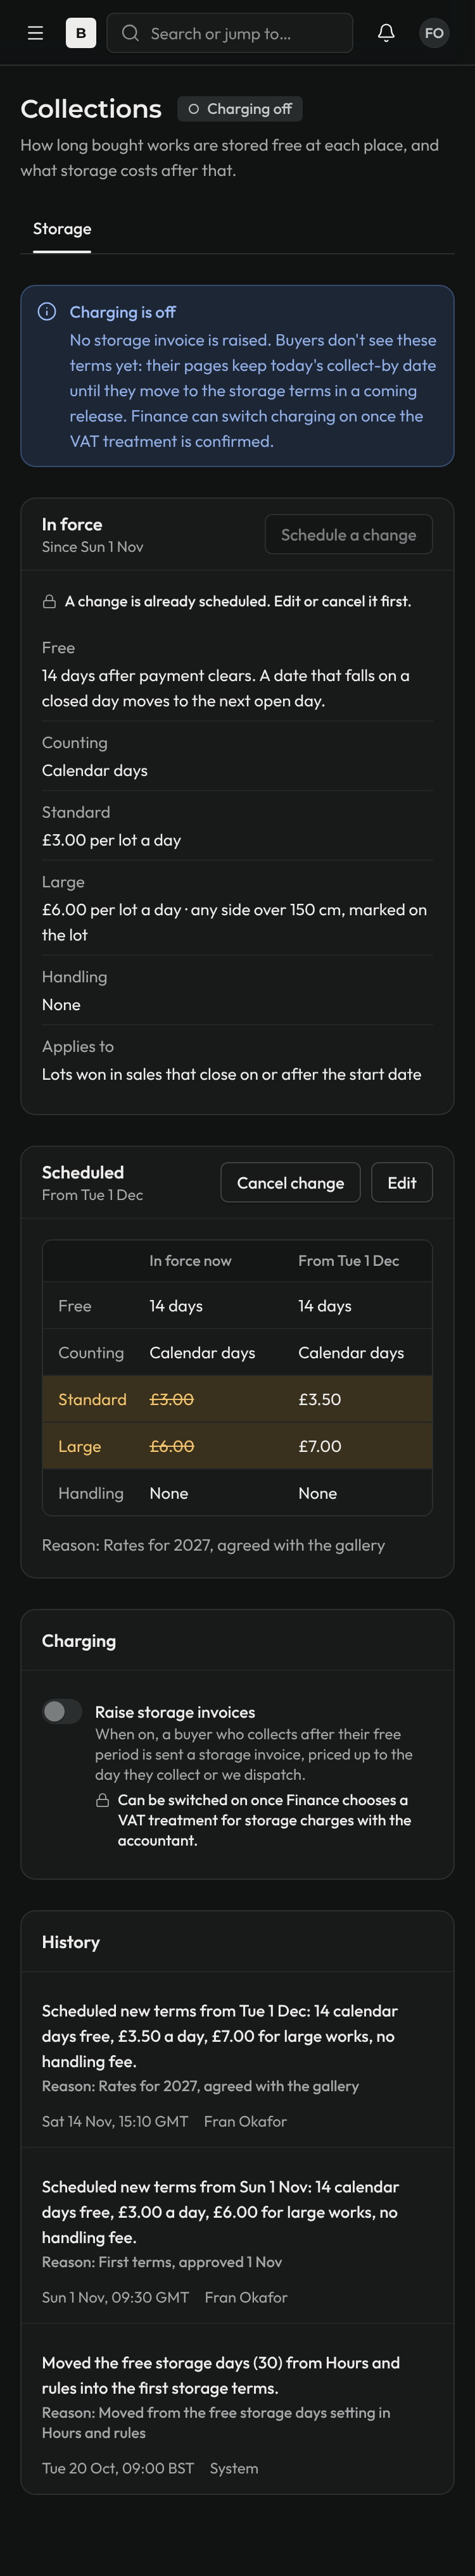 B
Search or jump to...
FO
Collections
Charging off
How long bought works are stored free at each place, and
what storage costs after that.
Storage
Charging is off
No storage invoice is raised. Buyers don't see these
terms yet: their pages keep today's collect-by date
until they move to the storage terms in a coming
release. Finance can switch charging on once the
VAT treatment is confirmed.
In force
Since Sun 1 Nov
Schedule a change
A change is already scheduled. Edit or cancel it first.
Free
14 days after payment clears. A date that falls on a
closed day moves to the next open day.
Counting
Calendar days
Standard
£3.00 per lot a day
Large
£6.00 per lot a day · any side over 150 cm, marked on
the lot
Handling
None
Applies to
Lots won in sales that close on or after the start date
Scheduled
From Tue 1 Dec
Cancel change
Edit
In force now From Tue 1 Dec
Free 14 days 14 days
Counting Calendar days Calendar days
Standard £3.00 £3.50
Large £6.00 £7.00
Handling None None
Reason: Rates for 2027, agreed with the gallery
Charging
Raise storage invoices
When on, a buyer who collects after their free
period is sent a storage invoice, priced up to the
day they collect or we dispatch.
Can be switched on once Finance chooses a
VAT treatment for storage charges with the
accountant.
History
Scheduled new terms from Tue 1 Dec: 14 calendar
days free, £3.50 a day, £7.00 for large works, no
handling fee.
Reason: Rates for 2027, agreed with the gallery
Sat 14 Nov, 15:10 GMT Fran Okafor
Scheduled new terms from Sun 1 Nov: 14 calendar
days free, £3.00 a day, £6.00 for large works, no
handling fee.
Reason: First terms, approved 1 Nov
Sun 1 Nov, 09:30 GMT Fran Okafor
Moved the free storage days (30) from Hours and
rules into the first storage terms.
Reason: Moved from the free storage days setting in
Hours and rules
Tue 20 Oct, 09:00 BST System